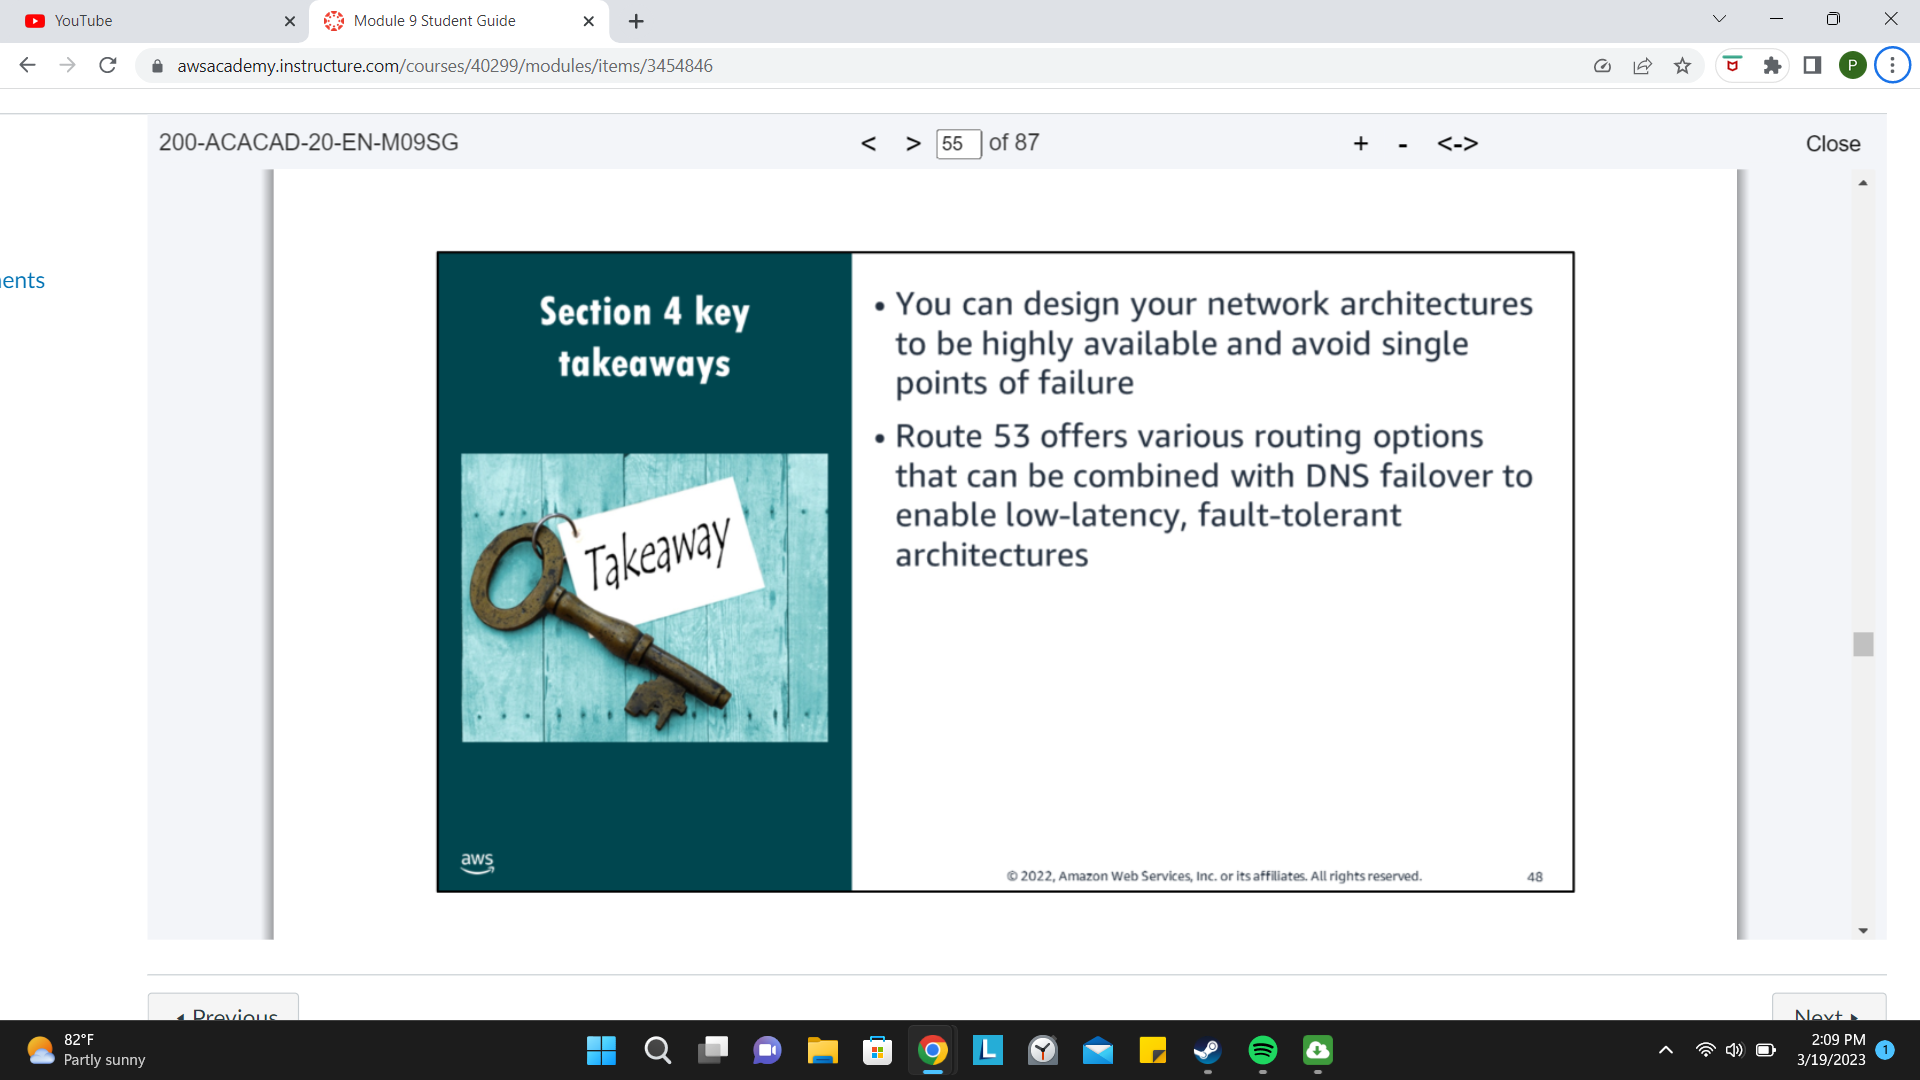 YouTube
Module 9 Student Guide
awsacademy.instructure.com/courses/40299/modules/items/3454846
P
200-ACACAD-20-EN-M09SG
< > 55 of 87
+ - <->
Close
ents
Section 4 key
takeaways
Takeaway
aws
• You can design your network architectures
to be highly available and avoid single
points of failure
• Route 53 offers various routing options
that can be combined with DNS failover to
enable low-latency, fault-tolerant
architectures
© 2022, Amazon Web Services, Inc. or its affiliates. All rights reserved.
48
Previous
Next
82°F
Partly sunny
L
2:09 PM
3/19/2023
1